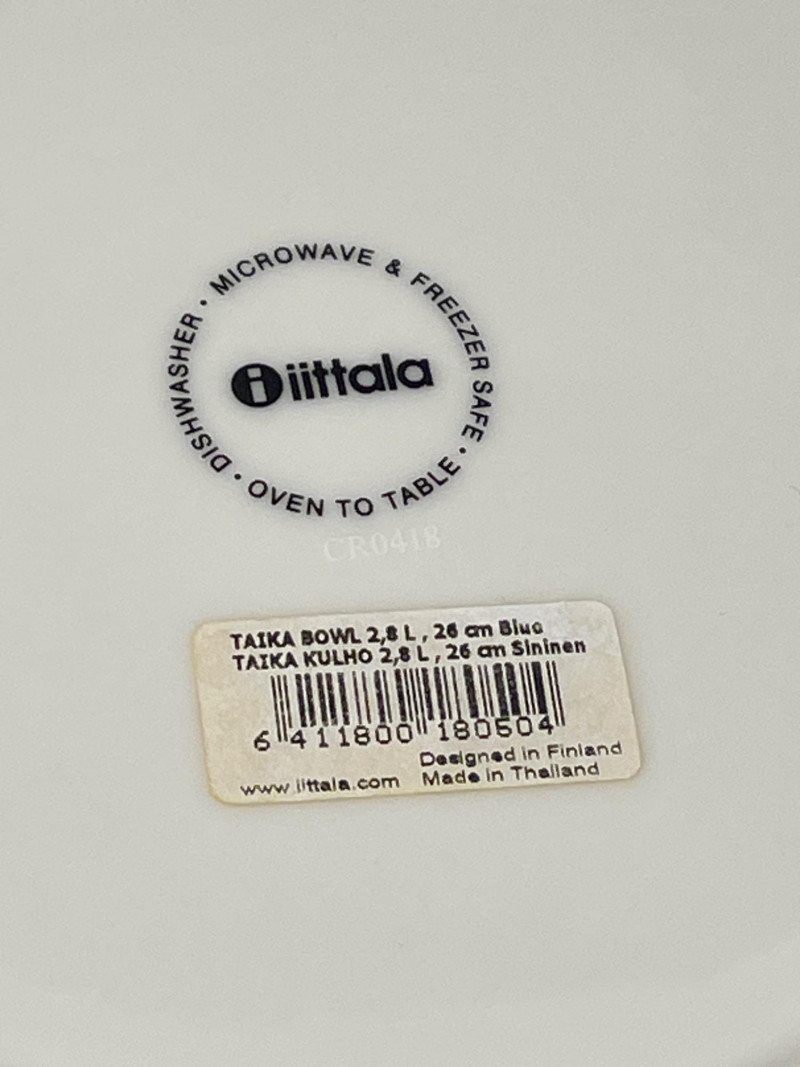 DISHWASHER · MICROWAVE & FREEZER SAFE · OVEN TO TABLE ·
i iittala
CR0418
TAIKA BOWL 2,8 L , 26 cm Blue
TAIKA KULHO 2,8 L , 26 cm Sininen
6 411800 180504
Designed in Finland
www.iittala.com Made in Thailand